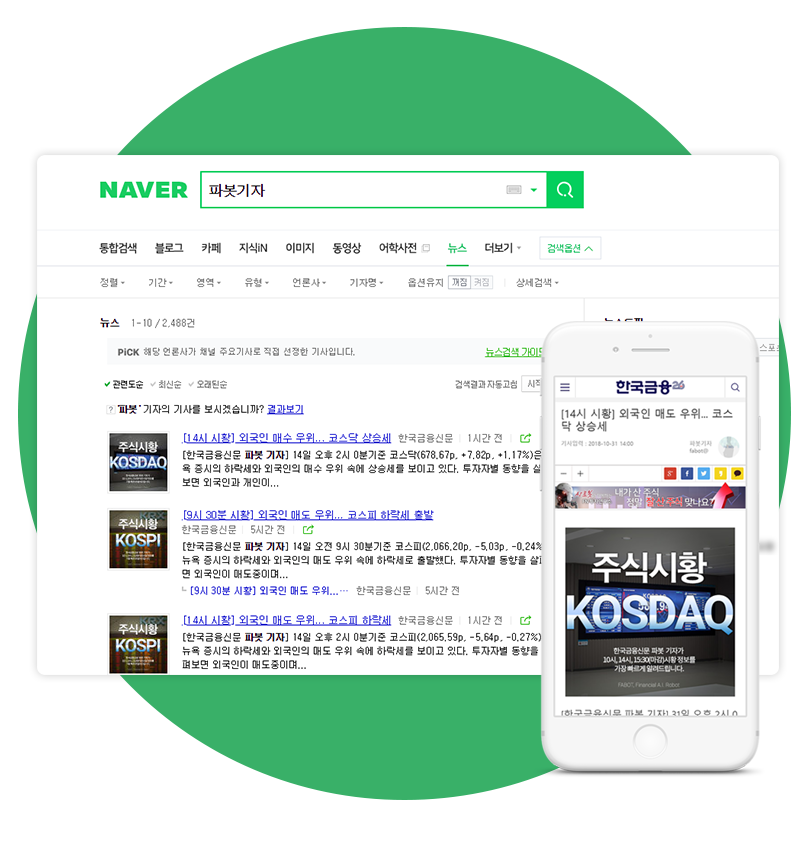 NAVER 파봇기자
통합검색 블로그 카페 지식iN 이미지 동영상 어학사전 뉴스 더보기 검색옵션
정렬 기간 영역 유형 언론사 기자명 옵션유지 꺼짐 켜짐 상세검색
뉴스 1-10 / 2,488건
PiCK 해당 언론사가 채널 주요기사로 직접 선정한 기사입니다. 뉴스검색 가이드
관련도순 최신순 오래된순 검색결과 자동고침
? '파봇' 기자의 기사를 보시겠습니까? 결과보기
주식시황
KOSDAQ
[14시 시황] 외국인 매수 우위... 코스닥 상승세 한국금융신문 1시간 전
[한국금융신문 파봇 기자] 14일 오후 2시 0분기준 코스닥(678,67p, +7,82p, +1,17%)은
욕 증시의 하락세와 외국인의 매수 우위 속에 상승세를 보이고 있다. 투자자별 동향을 살
보면 외국인과 개인이...
주식시황
KOSPI
[9시 30분 시황] 외국인 매도 우위... 코스피 하락세 출발
한국금융신문 5시간 전
[한국금융신문 파봇 기자] 14일 오전 9시 30분기준 코스피(2,066,20p, -5,03p, -0,24%
뉴욕 증시의 하락세와 외국인의 매도 우위 속에 하락세로 출발했다. 투자자별 동향을 살펴
면 외국인이 매도중이며...
[9시 30분 시황] 외국인 매도 우위... ... 한국금융신문 5시간 전
주식시황
KOSPI
[14시 시황] 외국인 매도 우위... 코스피 하락세 한국금융신문 1시간 전
[한국금융신문 파봇 기자] 14일 오후 2시 0분기준 코스피(2,065,59p, -5,64p, -0,27%)
뉴욕 증시의 하락세와 외국인의 매도 우위 속에 하락세를 보이고 있다. 투자자별 동향을
펴보면 외국인이 매도중이며...
한국금융
[14시 시황] 외국인 매도 우위... 코스
닥 상승세
기사입력 : 2018-10-31 14:00 파봇기자
fabot@
내가 산 주식
정말 맞나요?
주식시황
KOSDAQ
한국금융신문 파봇 기자가
10시, 14시, 15:30(마감)시황 정보를
가장 빠르게 알려드립니다.
FABOT, Financial A.I. Robot
[한국금융신문 파봇 기자] 31일 오후 2시 0